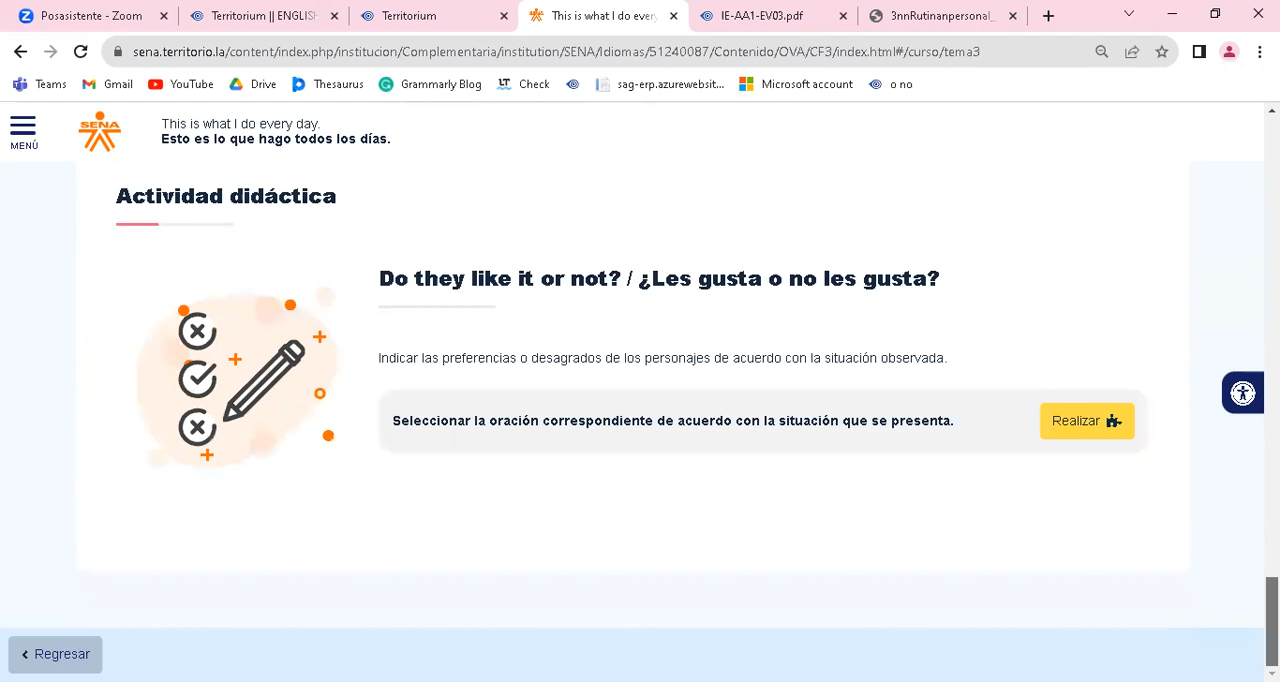 Posasistente - Zoom
Territorium || ENGLISH
Territorium
This is what I do every
IE-AA1-EV03.pdf
3nnRutinanpersonal_
sena.territorio.la/content/index.php/institucion/Complementaria/institution/SENA/Idiomas/51240087/Contenido/OVA/CF3/index.html#/curso/tema3
Teams
Gmail
YouTube
Drive
Thesaurus
Grammarly Blog
LT Check
sag-erp.azurewebsit...
Microsoft account
o no
MENÚ
SENA
This is what I do every day.
Esto es lo que hago todos los días.
Actividad didáctica
Do they like it or not? / ¿Les gusta o no les gusta?
Indicar las preferencias o desagrados de los personajes de acuerdo con la situación observada.
Seleccionar la oración correspondiente de acuerdo con la situación que se presenta.
Realizar
Regresar